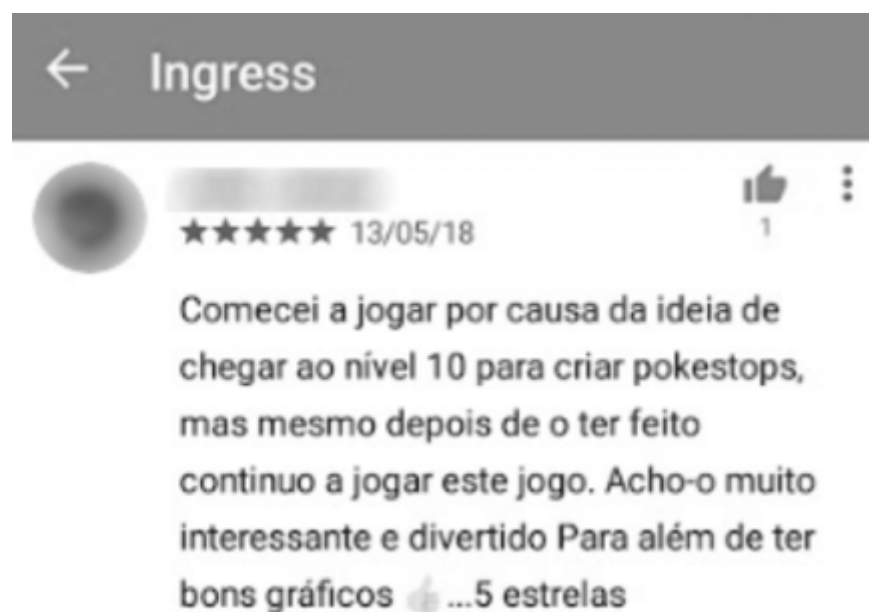 Ingress
★★★★★ 13/05/18
1
Comecei a jogar por causa da ideia de
chegar ao nível 10 para criar pokestops,
mas mesmo depois de o ter feito
continuo a jogar este jogo. Acho-o muito
interessante e divertido Para além de ter
bons gráficos 👍...5 estrelas